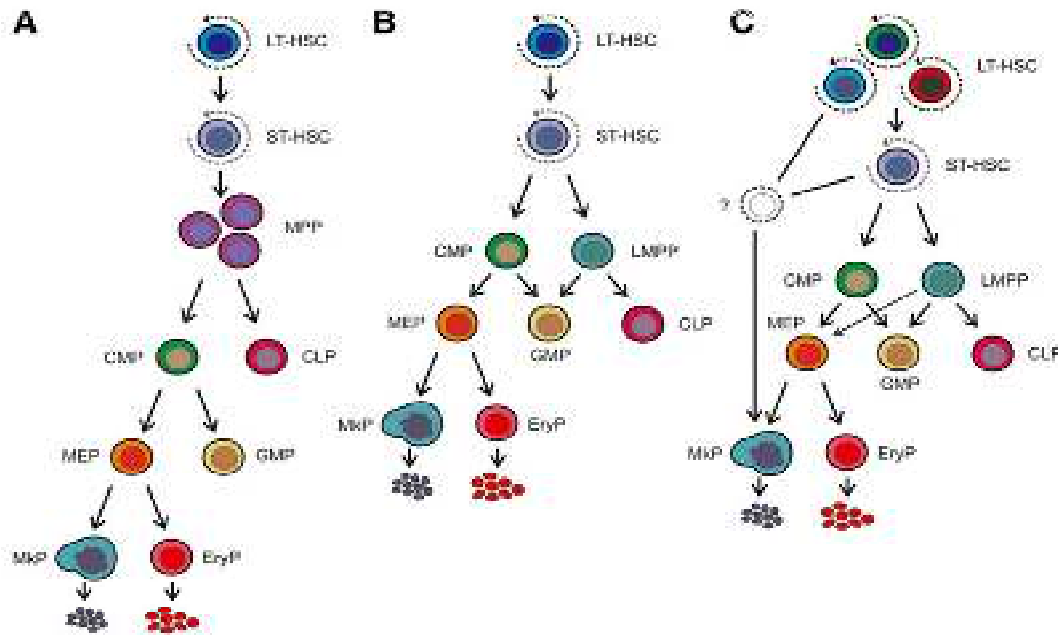 A
LT-HSC
ST-HSC
MPP
CMP
CLP
MEP
GMP
MkP
EryP
B
LT-HSC
ST-HSC
CMP
LMPP
MEP
GMP
CLP
MkP
EryP
C
LT-HSC
ST-HSC
?
CMP
LMPP
MEP
GMP
CLP
MkP
EryP